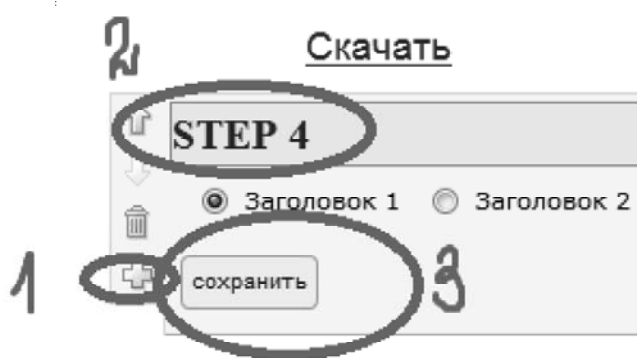 2
Скачать
STEP 4
Заголовок 1 Заголовок 2
1 сохранить 3